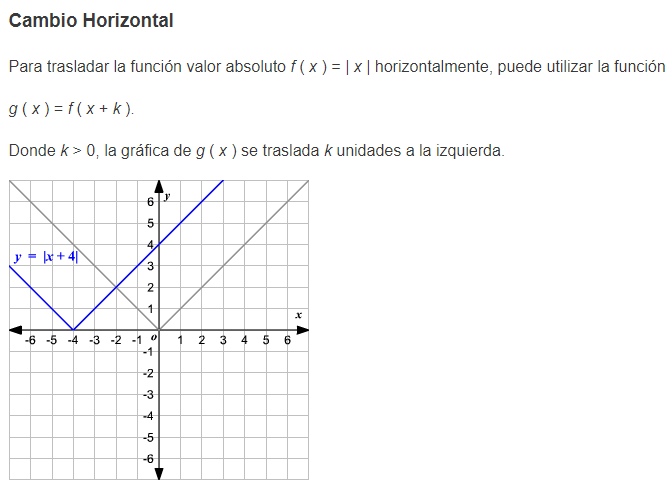 Cambio Horizontal
Para trasladar la función valor absoluto f ( x ) = | x | horizontalmente, puede utilizar la función
g ( x ) = f ( x + k ).
Donde k > 0, la gráfica de g ( x ) se traslada k unidades a la izquierda.
y
6
5
4
y = |x + 4|
3
2
1
x
-6 -5 -4 -3 -2 -1 o 1 2 3 4 5 6
-1
-2
-3
-4
-5
-6